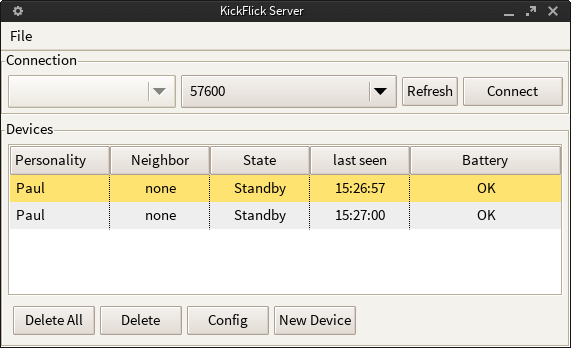 KickFlick Server
File
Connection
57600 Refresh Connect
Devices
Personality Neighbor State last seen Battery
Paul none Standby 15:26:57 OK
Paul none Standby 15:27:00 OK
Delete All Delete Config New Device